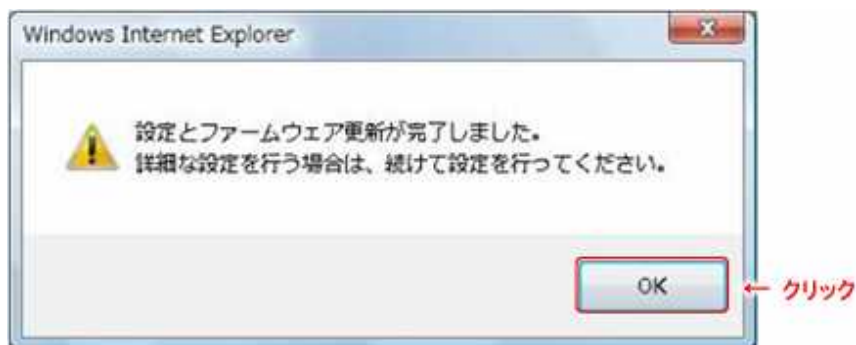 Windows Internet Explorer
設定とファームウェア更新が完了しました。
詳細な設定を行う場合は、続けて設定を行ってください。
OK
← クリック